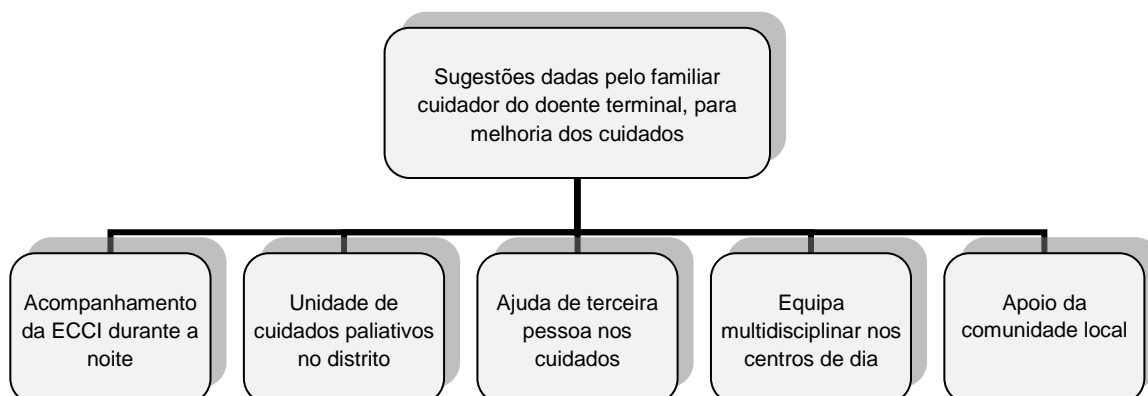 Sugestões dadas pelo familiar
cuidador do doente terminal, para
melhoria dos cuidados
Acompanhamento
da ECCI durante a
noite
Unidade de
cuidados paliativos
no distrito
Ajuda de terceira
pessoa nos
cuidados
Equipa
multidisciplinar nos
centros de dia
Apoio da
comunidade local